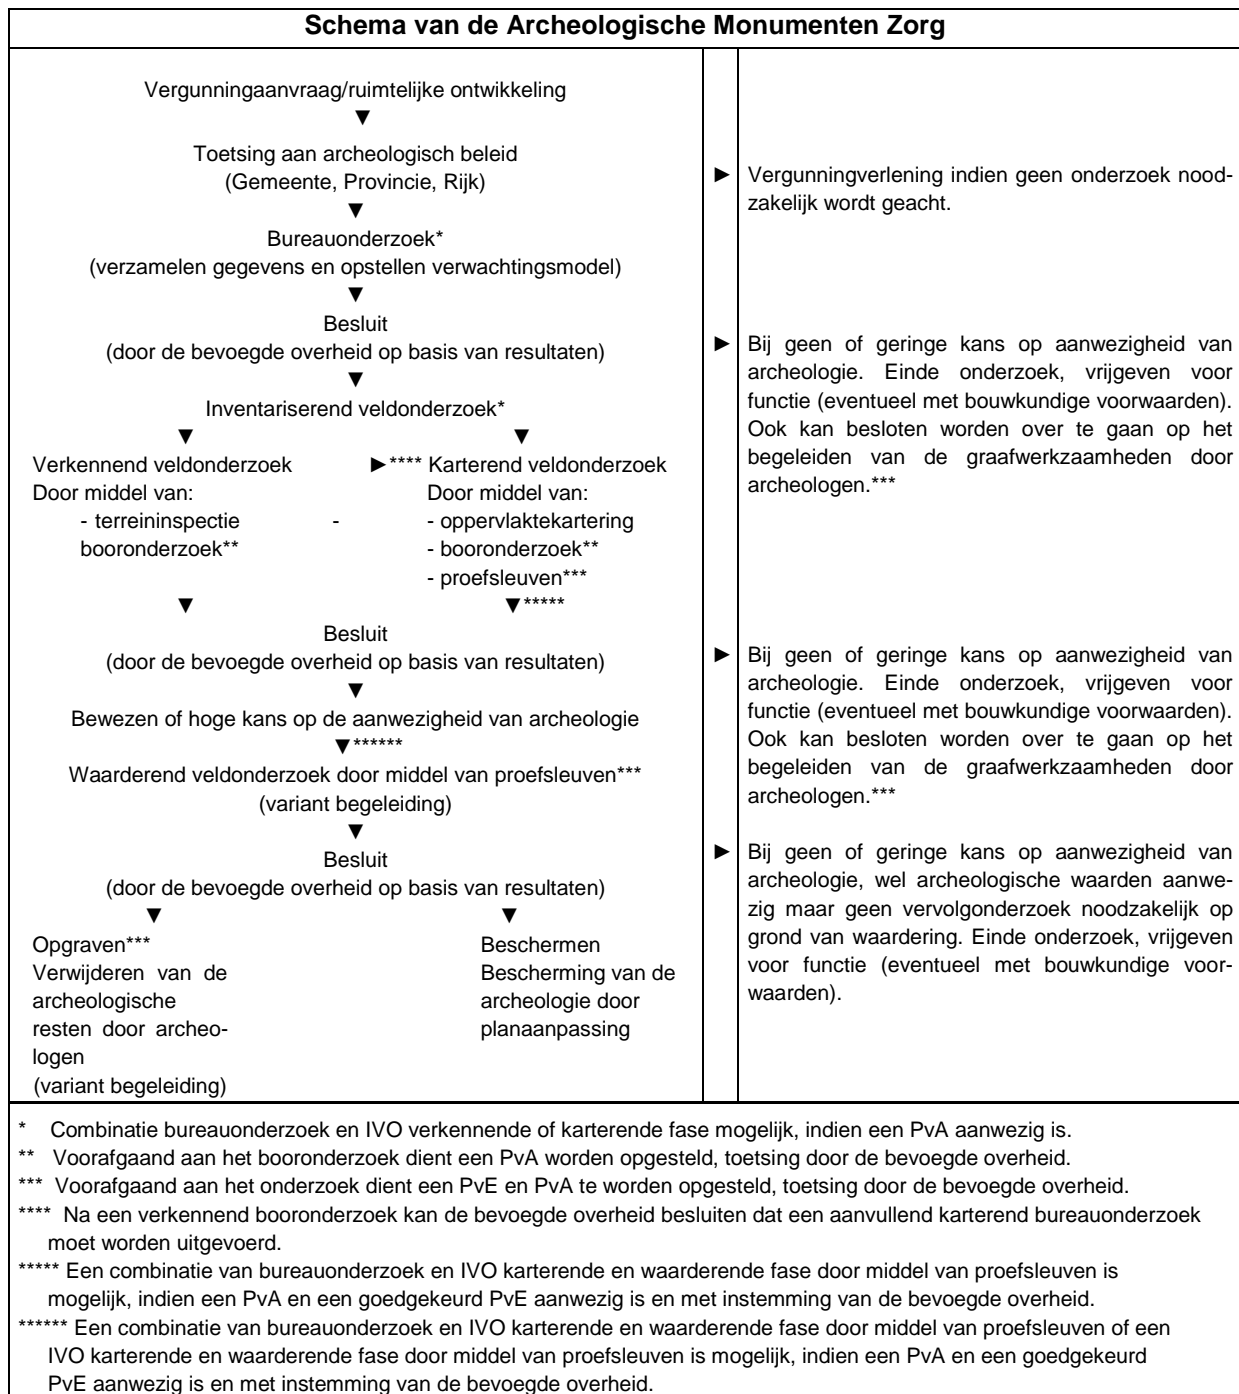 Schema van de Archeologische Monumenten Zorg
Vergunningaanvraag/ruimtelijke ontwikkeling
▼
Toetsing aan archeologisch beleid
(Gemeente, Provincie, Rijk)
▼
Bureauonderzoek*
(verzamelen gegevens en opstellen verwachtingsmodel)
▼
Besluit
(door de bevoegde overheid op basis van resultaten)
▼
Inventariserend veldonderzoek*
▼ ▼
Verkennend veldonderzoek ►**** Karterend veldonderzoek
Door middel van: Door middel van:
- terreininspectie - - oppervlaktekartering
booronderzoek** - booronderzoek**
- proefsleuven***
▼ ▼*****
Besluit
(door de bevoegde overheid op basis van resultaten)
▼
Bewezen of hoge kans op de aanwezigheid van archeologie
▼******
Waarderend veldonderzoek door middel van proefsleuven***
(variant begeleiding)
▼
Besluit
(door de bevoegde overheid op basis van resultaten)
▼ ▼
Opgraven*** Beschermen
Verwijderen van de Bescherming van de
archeologische archeologie door
resten door archeo- planaanpassing
logen
(variant begeleiding)
► Vergunningverlening indien geen onderzoek nood-
zakelijk wordt geacht.
► Bij geen of geringe kans op aanwezigheid van
archeologie. Einde onderzoek, vrijgeven voor
functie (eventueel met bouwkundige voorwaarden).
Ook kan besloten worden over te gaan op het
begeleiden van de graafwerkzaamheden door
archeologen.***
► Bij geen of geringe kans op aanwezigheid van
archeologie. Einde onderzoek, vrijgeven voor
functie (eventueel met bouwkundige voorwaarden).
Ook kan besloten worden over te gaan op het
begeleiden van de graafwerkzaamheden door
archeologen.***
► Bij geen of geringe kans op aanwezigheid van
archeologie, wel archeologische waarden aanwe-
zig maar geen vervolgonderzoek noodzakelijk op
grond van waardering. Einde onderzoek, vrijgeven
voor functie (eventueel met bouwkundige voor-
waarden).
* Combinatie bureauonderzoek en IVO verkennende of karterende fase mogelijk, indien een PvA aanwezig is.
** Voorafgaand aan het booronderzoek dient een PvA worden opgesteld, toetsing door de bevoegde overheid.
*** Voorafgaand aan het onderzoek dient een PvE en PvA te worden opgesteld, toetsing door de bevoegde overheid.
**** Na een verkennend booronderzoek kan de bevoegde overheid besluiten dat een aanvullend karterend bureauonderzoek
moet worden uitgevoerd.
***** Een combinatie van bureauonderzoek en IVO karterende en waarderende fase door middel van proefsleuven is
mogelijk, indien een PvA en een goedgekeurd PvE aanwezig is en met instemming van de bevoegde overheid.
****** Een combinatie van bureauonderzoek en IVO karterende en waarderende fase door middel van proefsleuven of een
IVO karterende en waarderende fase door middel van proefsleuven is mogelijk, indien een PvA en een goedgekeurd
PvE aanwezig is en met instemming van de bevoegde overheid.